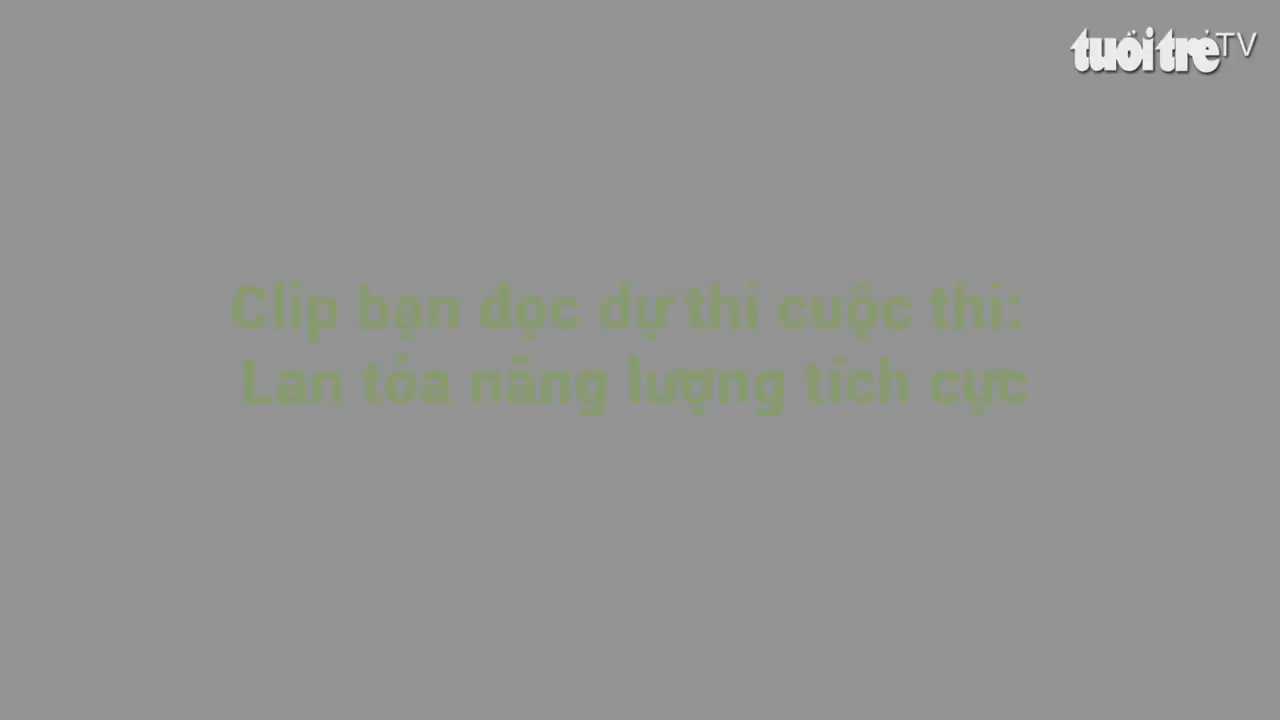 tuổi trẻ TV
Clip bạn đọc dự thi cuộc thi:
Lan tỏa năng lượng tích cực